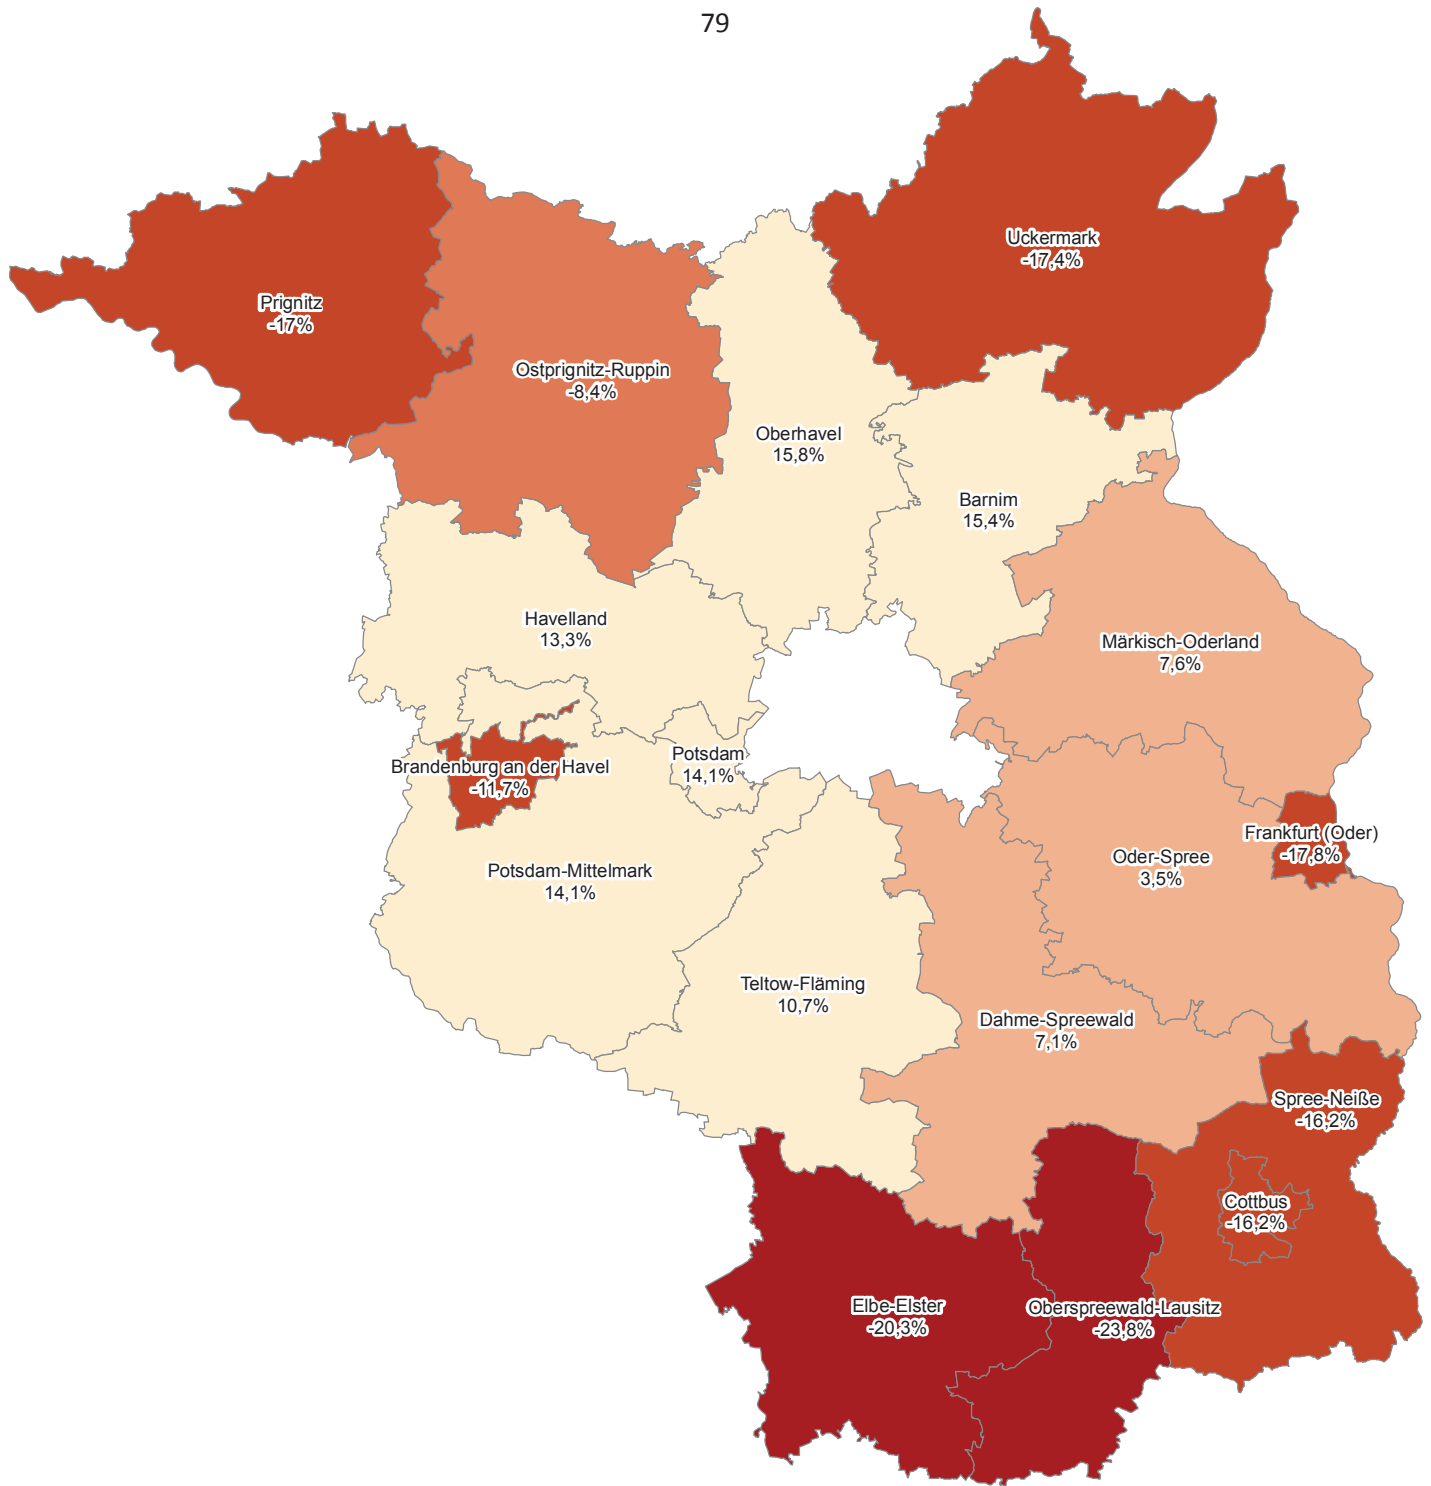 79
Uckermark
-17,4%
Prignitz
-17%
Ostprignitz-Ruppin
-8,4%
Oberhavel
15,8%
Barnim
15,4%
Havelland
13,3%
Märkisch-Oderland
7,6%
Potsdam
14,1%
Brandenburg an der Havel
-11,7%
Frankfurt (Oder)
-17,8%
Oder-Spree
3,5%
Potsdam-Mittelmark
14,1%
Teltow-Fläming
10,7%
Dahme-Spreewald
7,1%
Spree-Neiße
-16,2%
Cottbus
-16,2%
Elbe-Elster
-20,3%
Oberspreewald-Lausitz
-23,8%